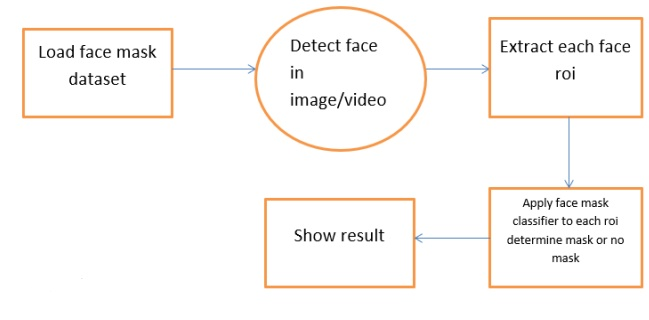 Load face mask
dataset
Detect face
in
image/video
Extract each face
roi
Apply face mask
classifier to each roi
determine mask or no
mask
Show result